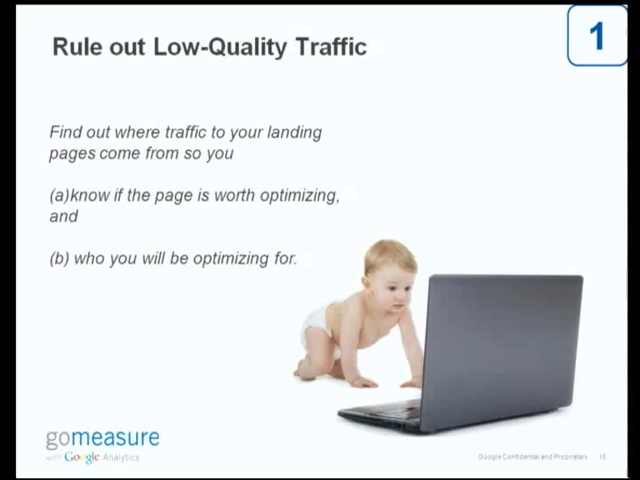 Rule out Low-Quality Traffic
1
Find out where traffic to your landing
pages come from so you
(a)know if the page is worth optimizing,
and
(b) who you will be optimizing for.
gomeasure
with Google Analytics
Google Confidential and Proprietary